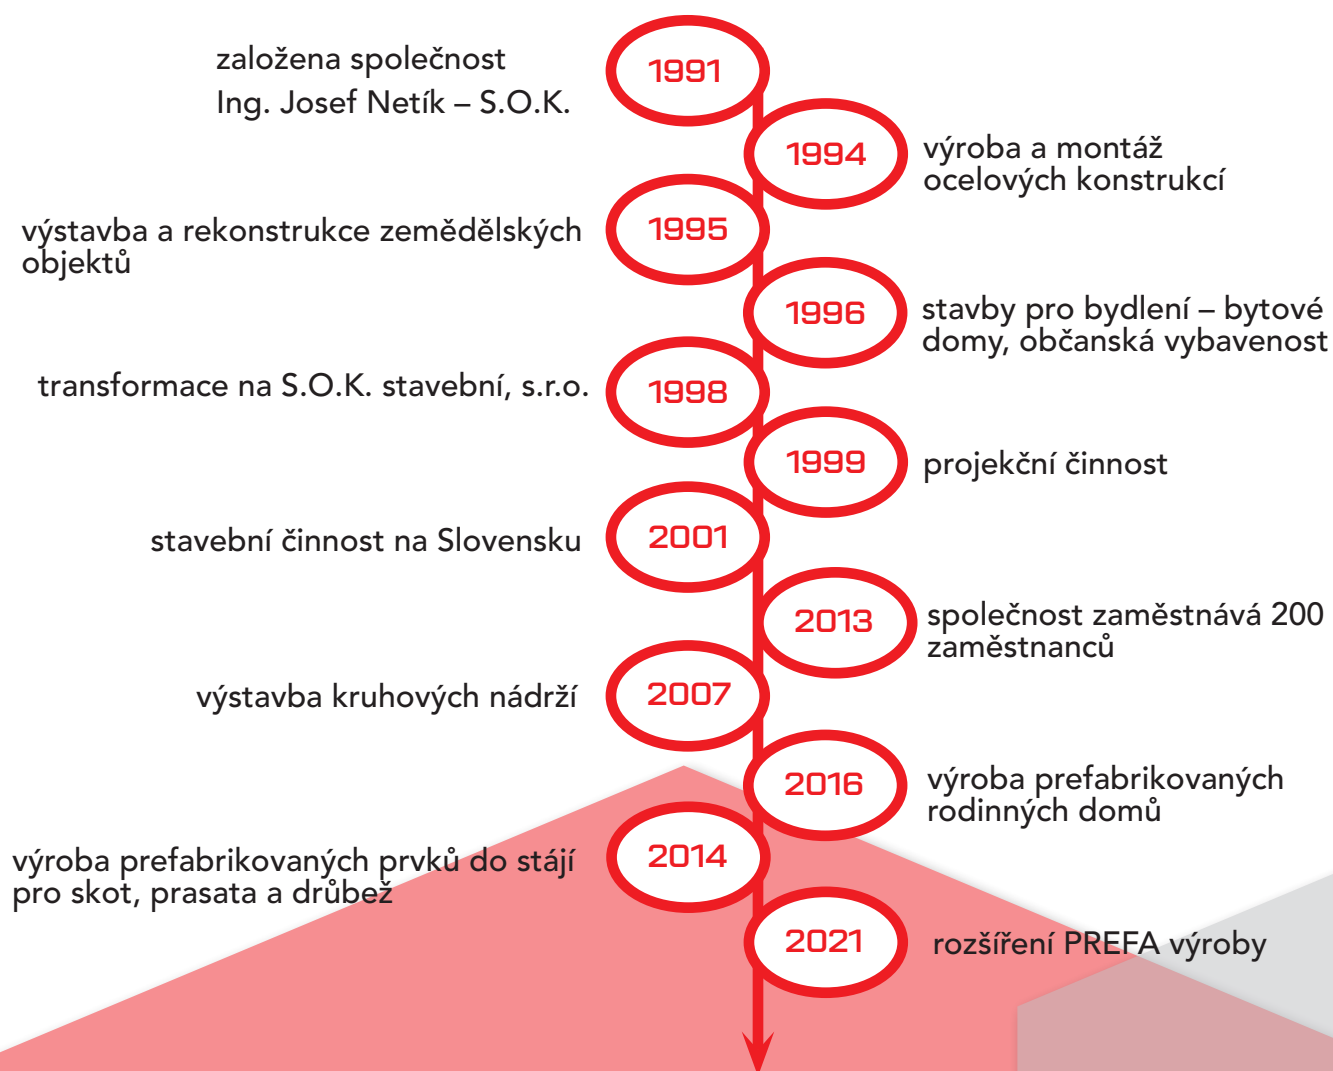 založena společnost
Ing. Josef Netík – S.O.K.
1991
1994
výroba a montáž
ocelových konstrukcí
výstavba a rekonstrukce zemědělských
objektů
1995
1996
stavby pro bydlení – bytové
domy, občanská vybavenost
transformace na S.O.K. stavební, s.r.o.
1998
1999
projekční činnost
stavební činnost na Slovensku
2001
2013
společnost zaměstnává 200
zaměstnanců
výstavba kruhových nádrží
2007
2016
výroba prefabrikovaných
rodinných domů
výroba prefabrikovaných prvků do stájí
pro skot, prasata a drůbež
2014
2021
rozšíření PREFA výroby